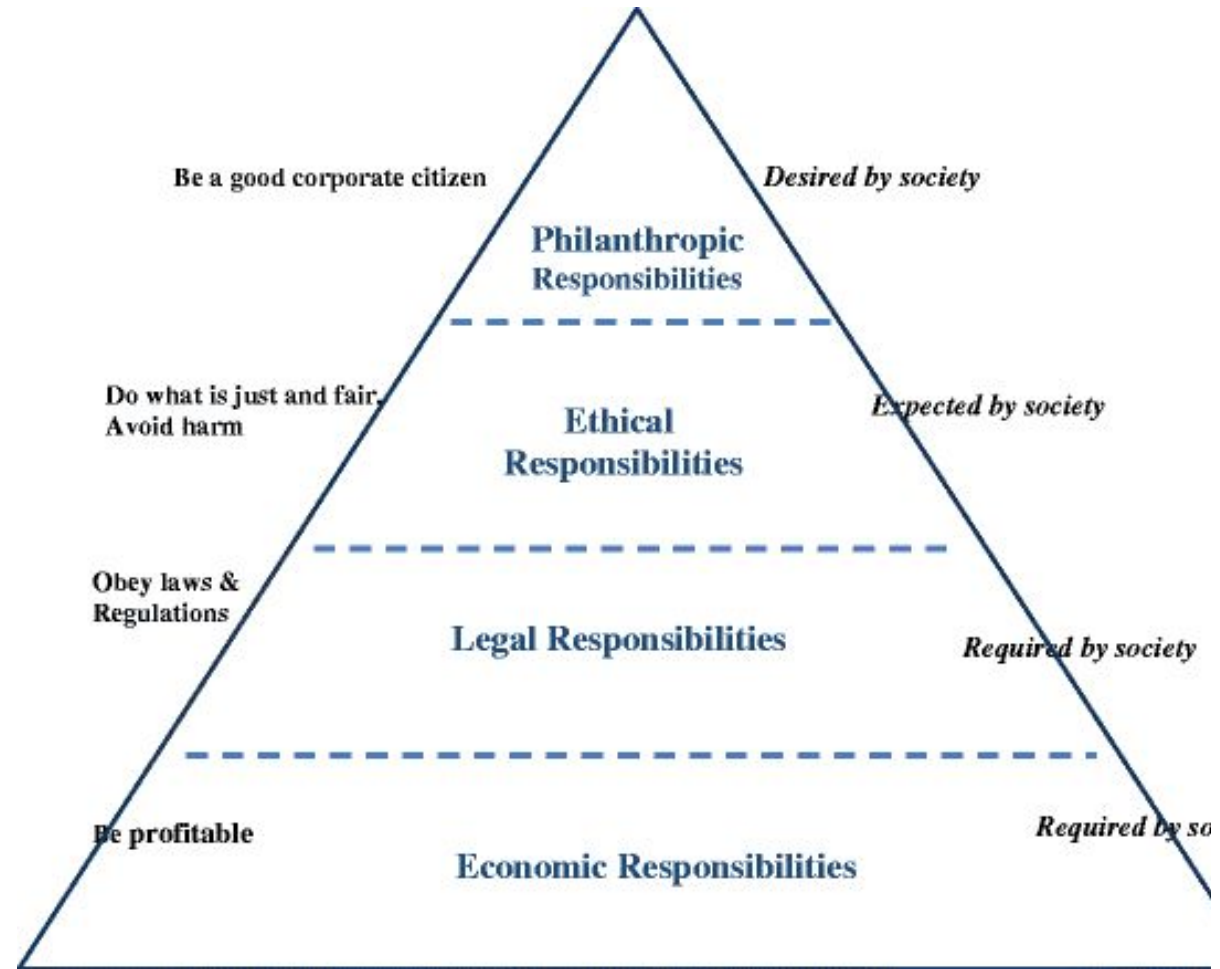 Be a good corporate citizen
Desired by society
Philanthropic
Responsibilities
Do what is just and fair,
Avoid harm
Expected by society
Ethical
Responsibilities
Obey laws &
Regulations
Legal Responsibilities
Required by society
Be profitable
Required by so
Economic Responsibilities